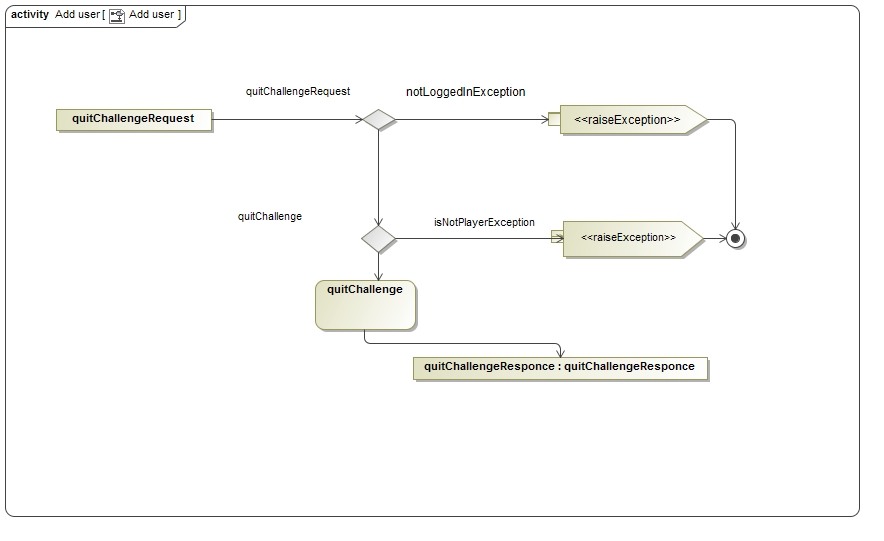 activity Add user [ Add user ]
quitChallengeRequest
quitChallengeRequest
notLoggedInException
<<raiseException>>
quitChallenge
isNotPlayerException
<<raiseException>>
quitChallenge
quitChallengeResponce : quitChallengeResponce